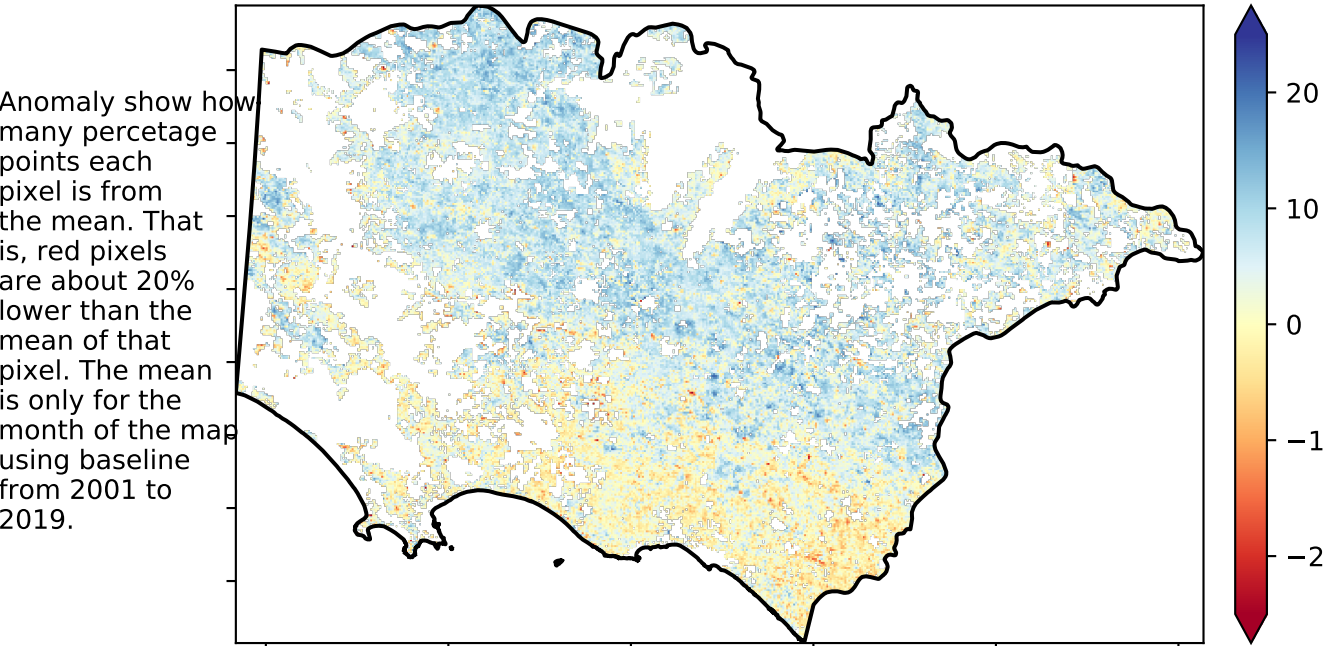 Anomaly show how
many percetage
points each
pixel is from
the mean. That
is, red pixels
are about 20%
lower than the
mean of that
pixel. The mean
is only for the
month of the map
using baseline
from 2001 to
2019.
20
10
0
−1
−2